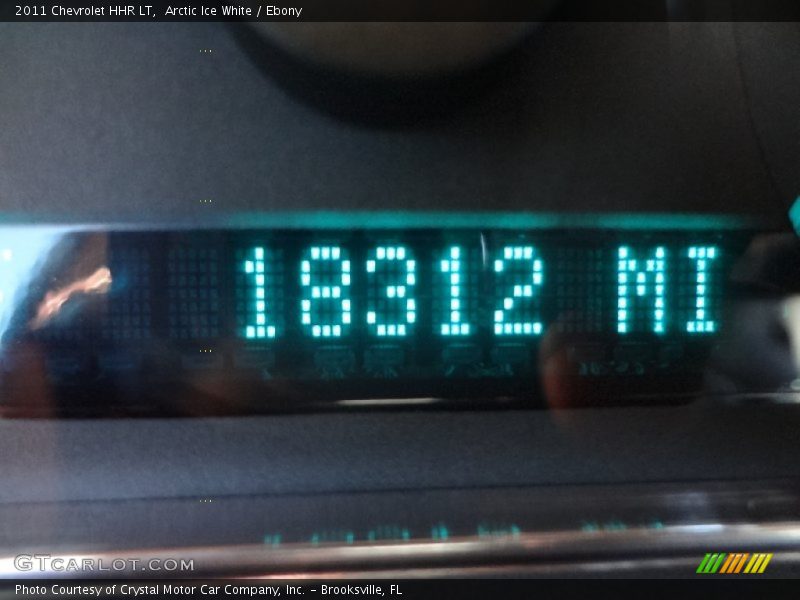 2011 Chevrolet HHR LT,  Arctic Ice White / Ebony
18312 MI
GTCARLOT.COM
Photo Courtesy of Crystal Motor Car Company, Inc. – Brooksville, FL